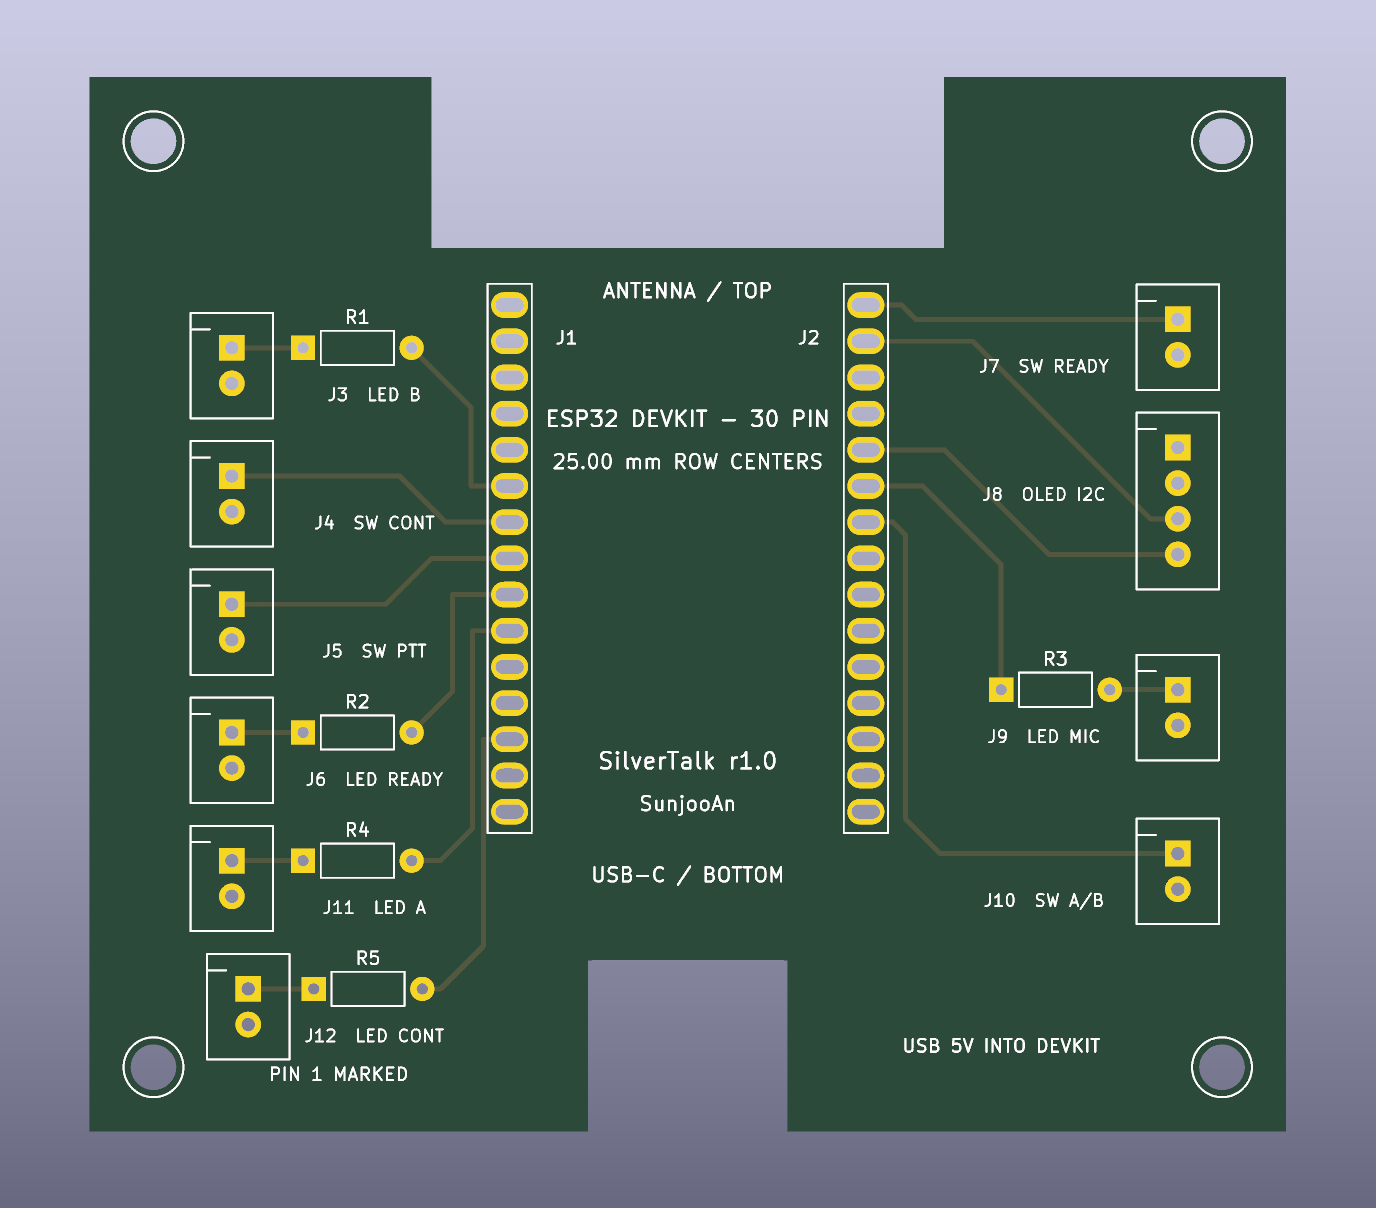 ANTENNA / TOP
R1
J1
J2
J7 SW READY
J3 LED B
ESP32 DEVKIT - 30 PIN
25.00 mm ROW CENTERS
J8 OLED I2C
J4 SW CONT
J5 SW PTT
R3
R2
J9 LED MIC
SilverTalk r1.0
J6 LED READY
SunjooAn
R4
USB-C / BOTTOM
J10 SW A/B
J11 LED A
R5
J12 LED CONT
USB 5V INTO DEVKIT
PIN 1 MARKED